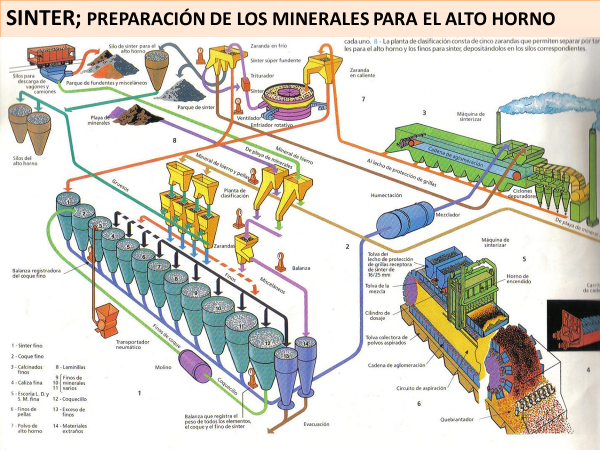 SINTER; PREPARACIÓN DE LOS MINERALES PARA EL ALTO HORNO
cada uno. 8 - La planta de clasificación consta de cinco zarandas que permiten separar por
les para el alto horno y los finos para sinter, depositándolos en los silos correspondientes.
Silo de sinter para el
alto horno
Zaranda en frío
Sinter súper fundente
Triturador
Sinter
Zaranda
en caliente
Silos para
descarga de
vagones y
camiones
Parque de fundentes y misceláneos
Parque de sinter
Playa de
minerales
Ventilador
Enfriador rotativo
7
3
Máquina de
sinterizar
8
Silos del
alto horno
Mineral de hierro y pellas
De playa de minerales
Mineral de hierro
Al lecho de protección de grillas
Cadena de aglomeración
Ciclones
depuradores
De playa de
Gruesos
Planta de
clasificación
Humectación
Mezclador
Zarandas
Finos
Misceláneos
Balanza
2
Balanza registradora
del coque fino
Tolva del
lecho de protección
de grillas receptora
de sinter de
16/25 mm
Tolva de la
mezcla
Cilindro de
dosaje
Tolva colectora de
polvos aspirados
Cadena de aglomeración
Circuito de aspiración
Máquina de
sinterizar
5
Horno de
encendido
6
Quebrantador
4
Transportador
neumático
Finos de coque
Molino
Coquecillo
1
Balanza que registra el
peso de todos los elementos,
el coque y el fino de sinter
Evacuación
1 - Sinter fino
2 - Coque fino
3 - Calcinados
finos
4 - Caliza fina
5 - Escoria L. D. y
S. M. fina
6 - Finos de
pellas
7 - Polvo de
alto horno
8 - Laminillas
9 Finos de
10 minerales
11 varios
12 - Coquecillo
13 - Exceso de
finos
14 - Materiales
extraños